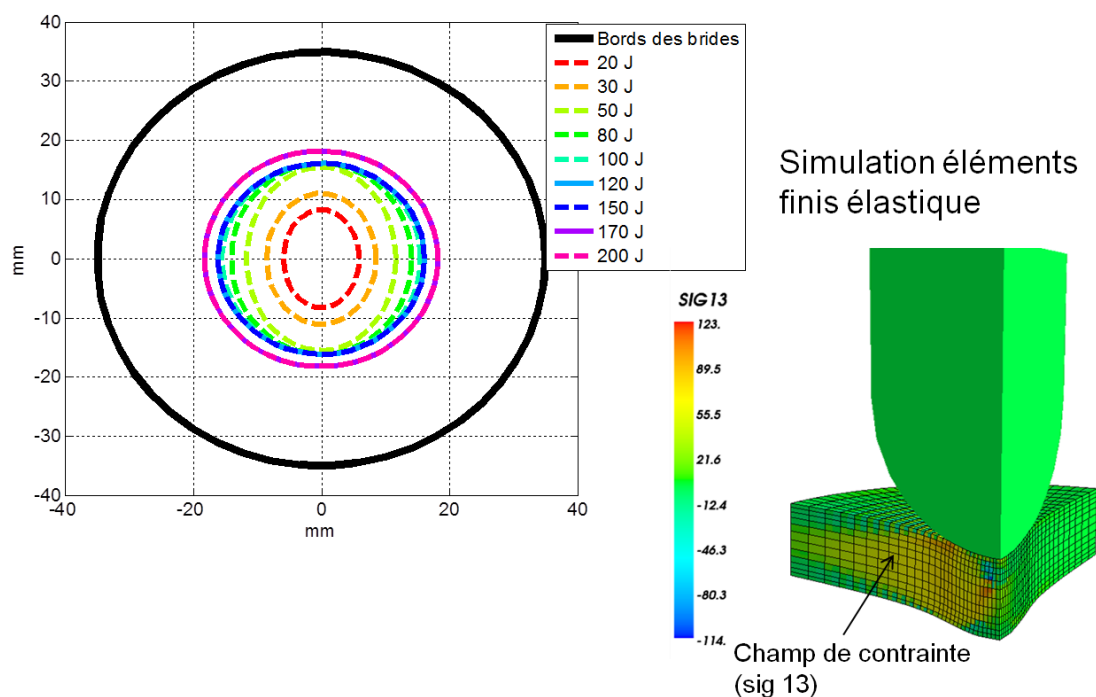 40
30
20
10
0
-10
-20
-30
-40
mm
-40
-20
0
20
40
mm
Bords des brides
20 J
30 J
50 J
80 J
100 J
120 J
150 J
170 J
200 J
Simulation éléments
finis élastique
SIG13
123.
89.5
55.5
21.6
-12.4
-46.3
-80.3
-114.
Champ de contrainte
(sig 13)